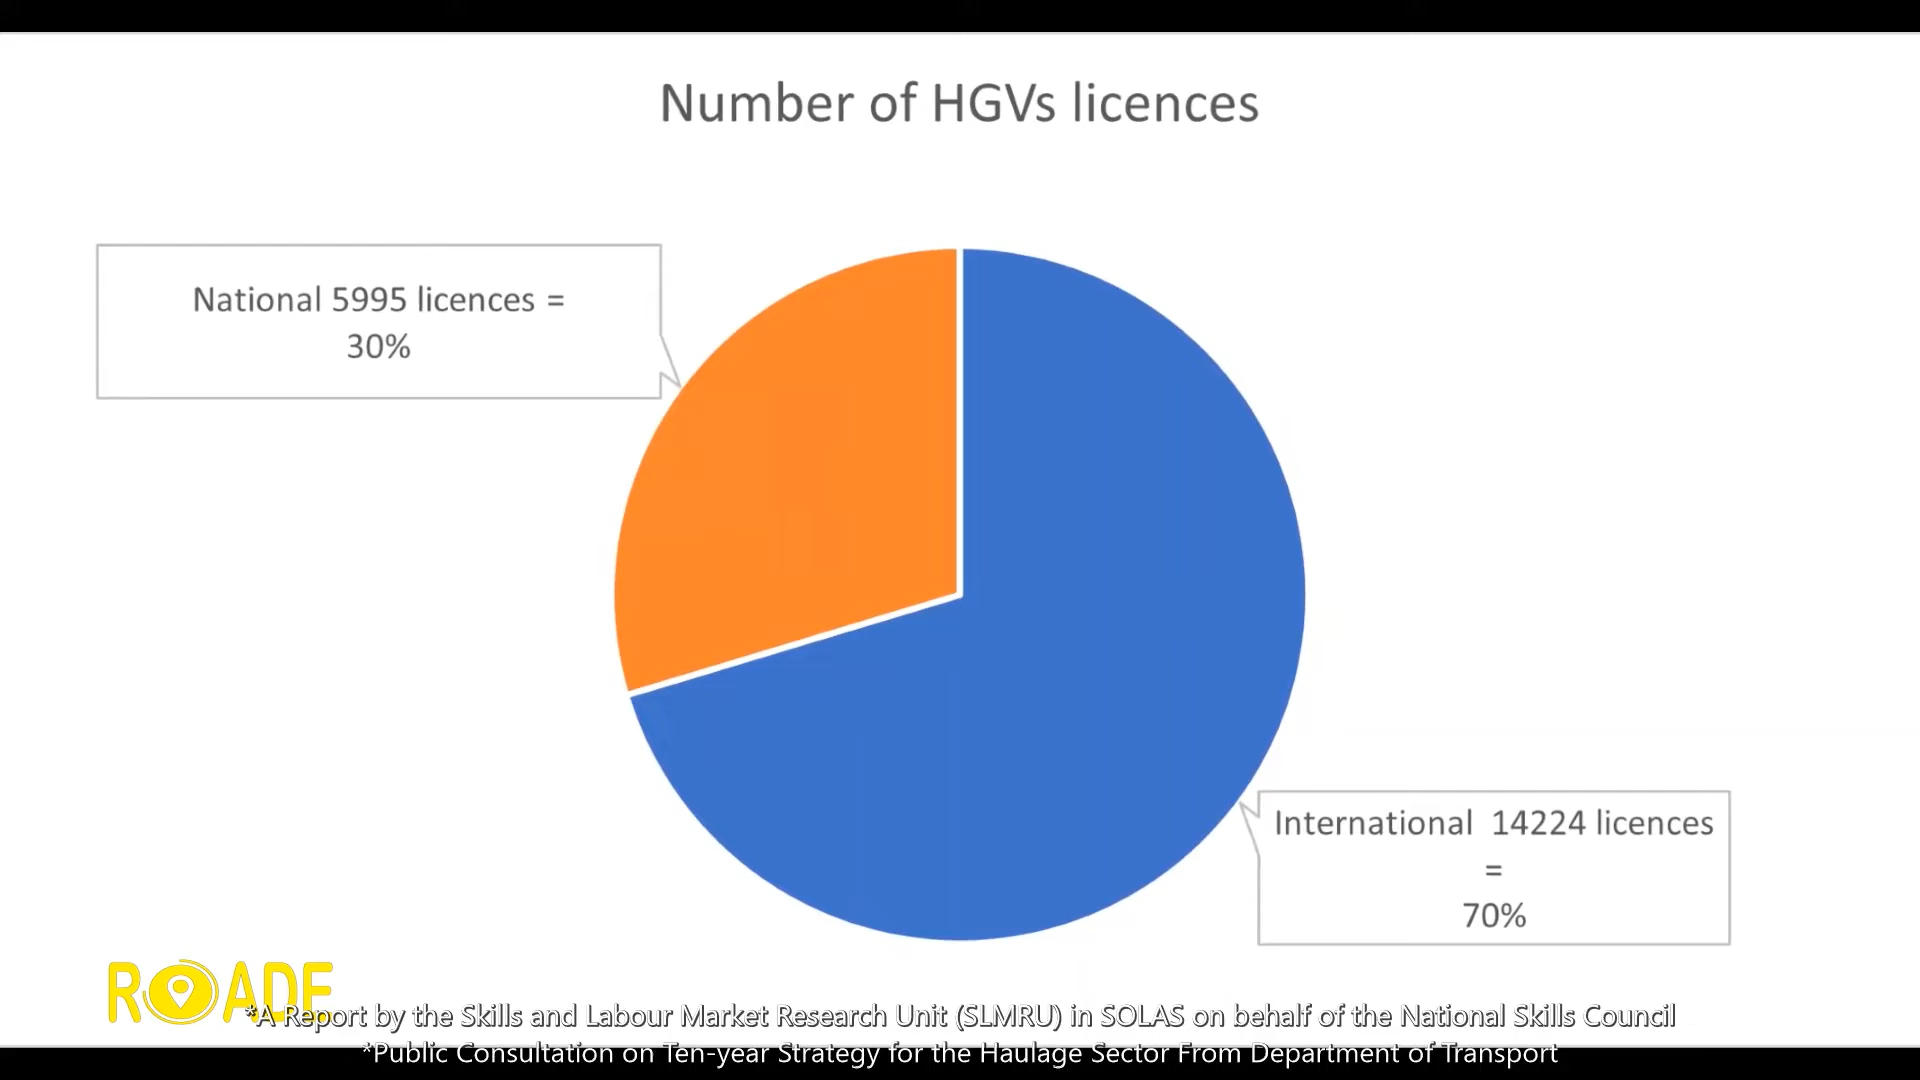 Number of HGVs licences
National 5995 licences =
30%
International 14224 licences
=
70%
ROADE
*A Report by the Skills and Labour Market Research Unit (SLMRU) in SOLAS on behalf of the National Skills Council
*Public Consultation on Ten-year Strategy for the Haulage Sector From Department of Transport